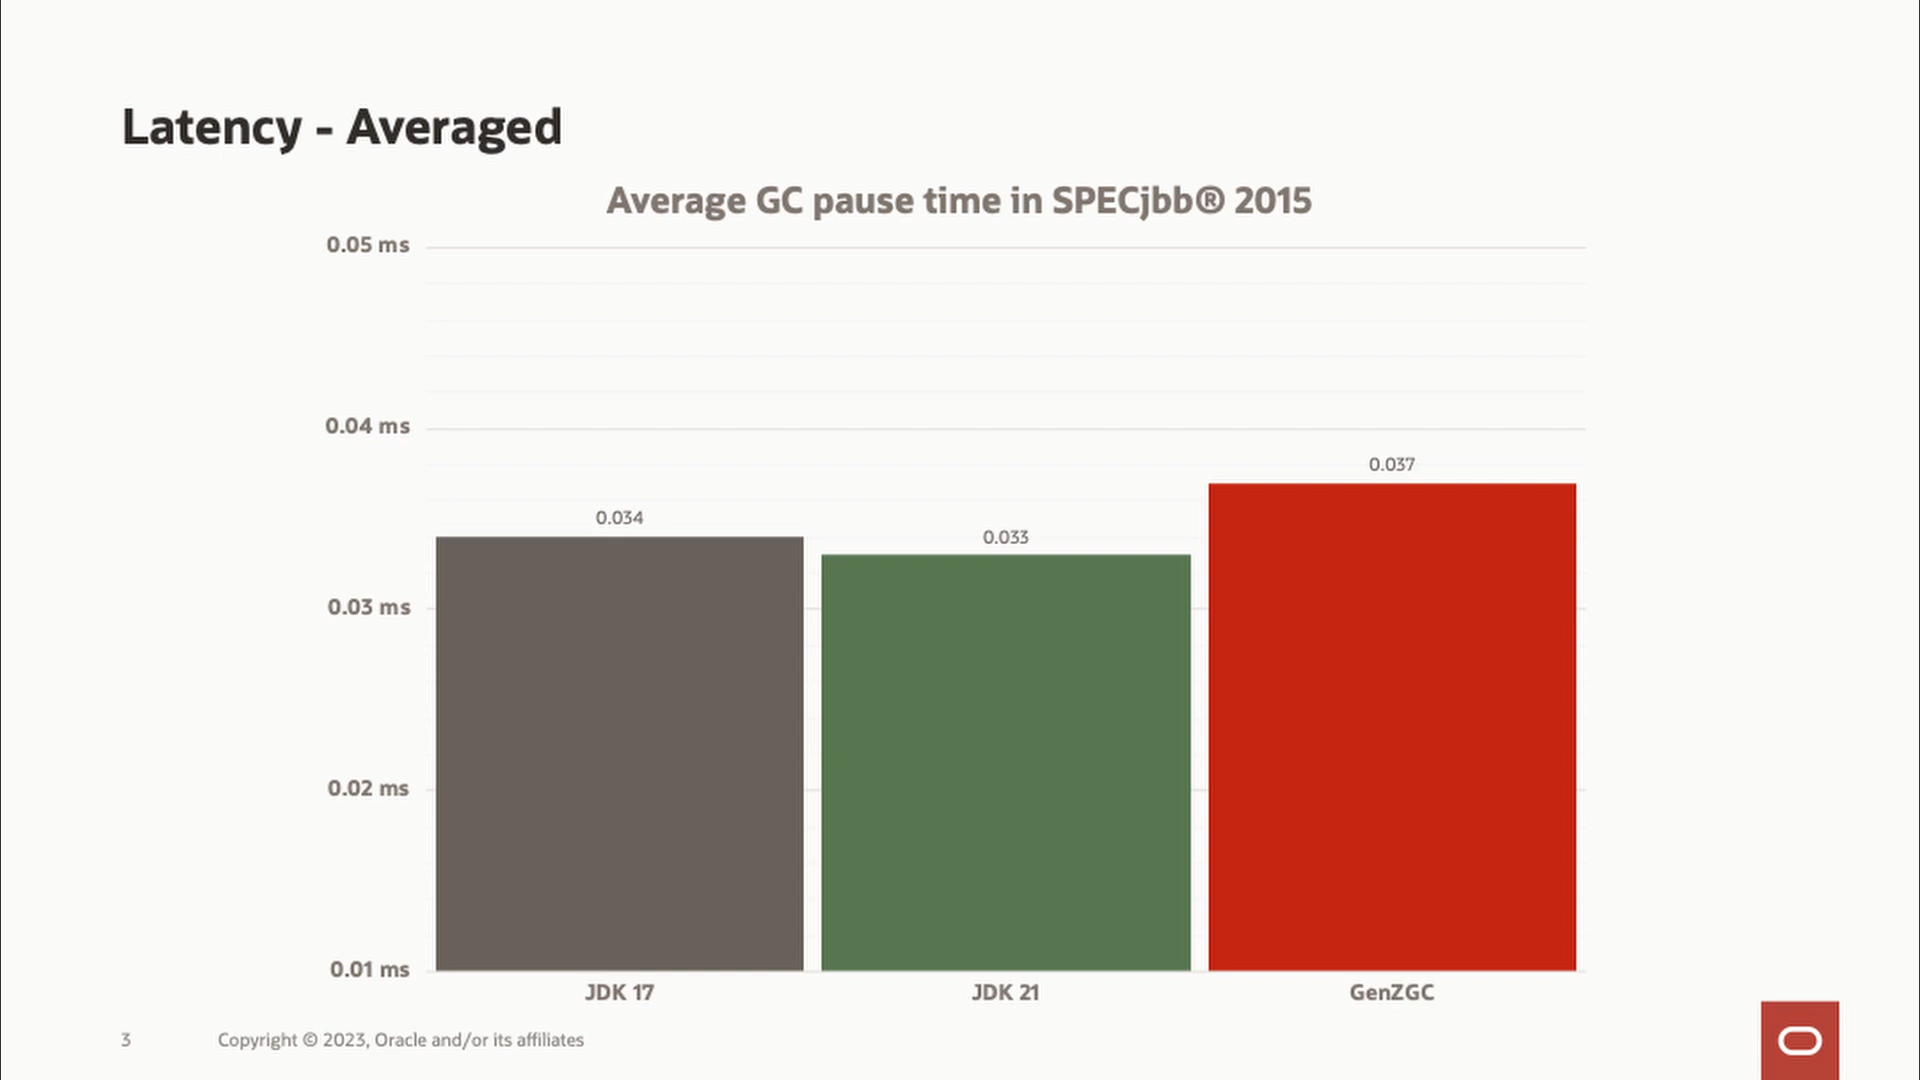 Latency - Averaged
Average GC pause time in SPECjbb® 2015
0.05 ms
0.04 ms
0.037
0.034
0.033
0.03 ms
0.02 ms
0.01 ms
JDK 17
JDK 21
GenZGC
3
Copyright © 2023, Oracle and/or its affiliates